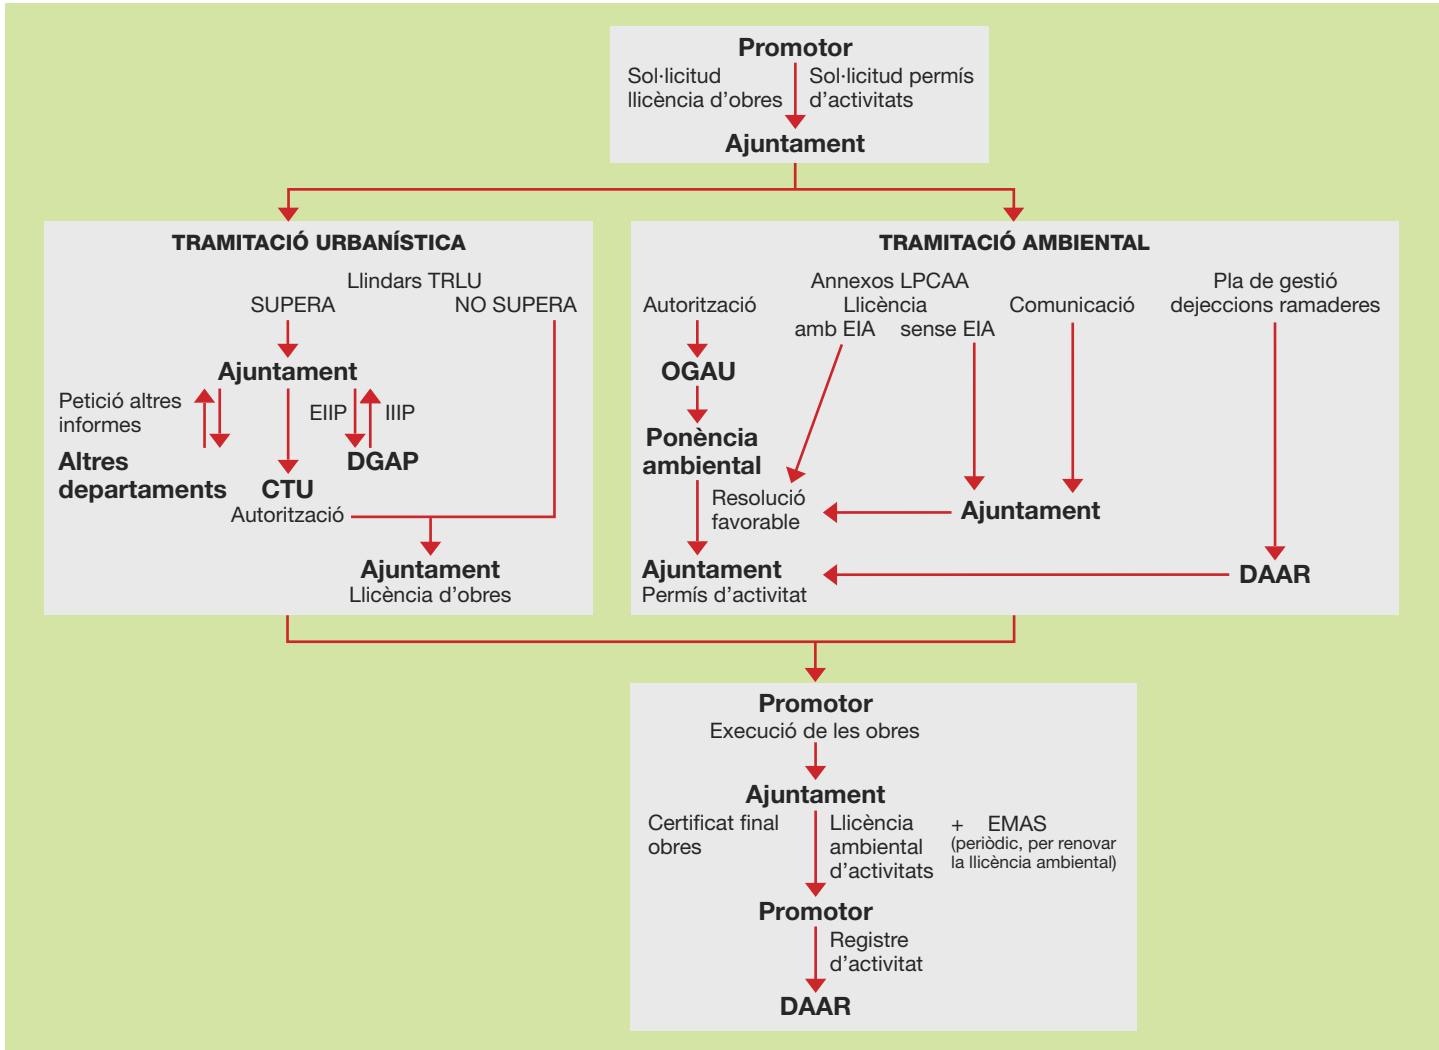 Promotor
Sol·licitud
llicència d’obres
Sol·licitud permís
d’activitats
Ajuntament
TRAMITACIÓ URBANÍSTICA
Llindars TRLU
SUPERA
NO SUPERA
Ajuntament
Petició altres
informes
EIIP
IIIP
Altres
departaments
DGAP
CTU
Autorització
Ajuntament
Llicència d’obres
TRAMITACIÓ AMBIENTAL
Annexos LPCAA
Autorització
Llicència
amb EIA
sense EIA
Comunicació
Pla de gestió
dejeccions ramaderes
OGAU
Ponència
ambiental
Resolució
favorable
Ajuntament
Ajuntament
Permís d’activitat
DAAR
Promotor
Execució de les obres
Ajuntament
Certificat final
obres
Llicència
ambiental
d’activitats
+ EMAS
(periòdic, per renovar
la llicència ambiental)
Promotor
Registre
d’activitat
DAAR